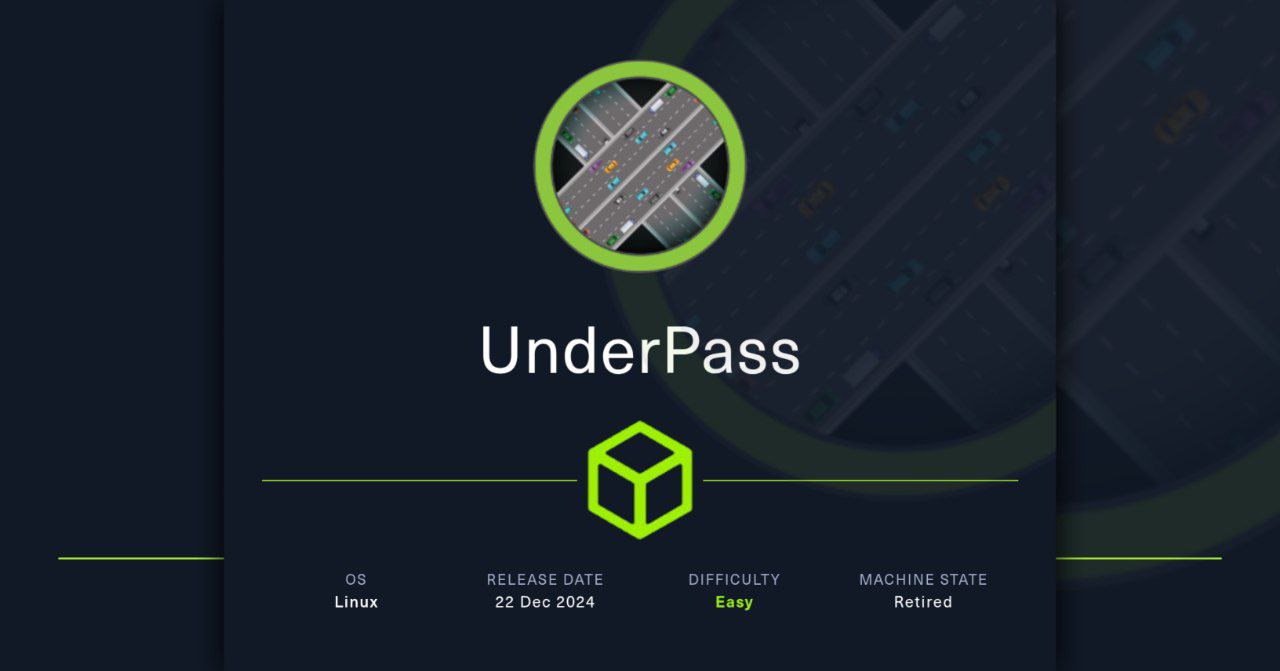 UnderPass
OS RELEASE DATE DIFFICULTY MACHINE STATE
Linux 22 Dec 2024 Easy Retired